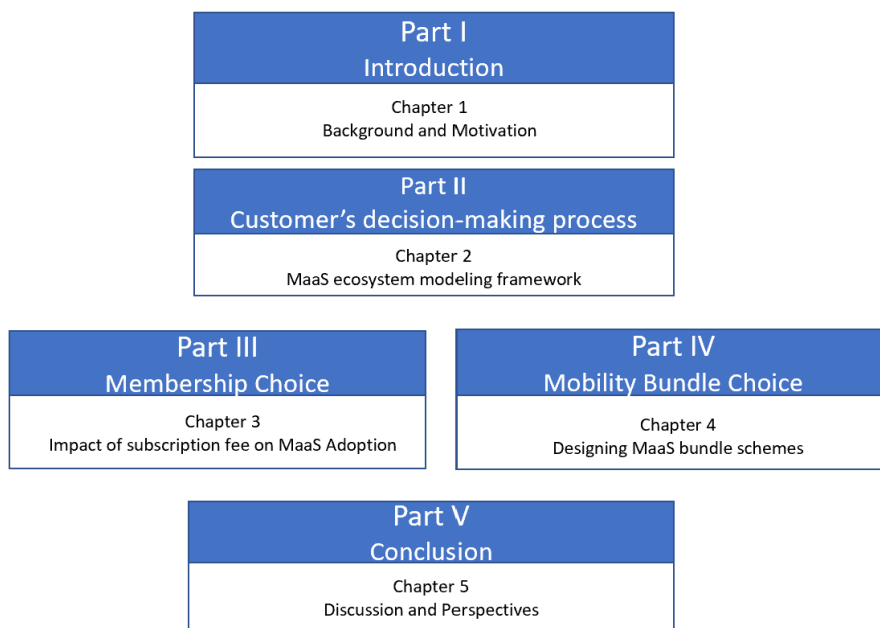 Part I
Introduction
Chapter 1
Background and Motivation
Part II
Customer's decision-making process
Chapter 2
MaaS ecosystem modeling framework
Part III
Membership Choice
Chapter 3
Impact of subscription fee on MaaS Adoption
Part IV
Mobility Bundle Choice
Chapter 4
Designing MaaS bundle schemes
Part V
Conclusion
Chapter 5
Discussion and Perspectives